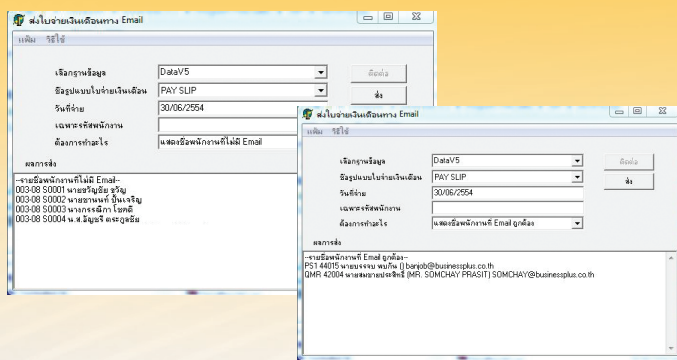 ส่งใบจ่ายเงินเดือนทาง Email
แฟ้ม วิธีใช้
เลือกฐานข้อมูล DataV5 ติดต่อ
ชื่อรูปแบบใบจ่ายเงินเดือน PAY SLIP ส่ง
วันที่จ่าย 30/06/2554
เฉพาะรหัสพนักงาน
ต้องการทำอะไร แสดงชื่อพนักงานที่ไม่มี Email
ผลการส่ง
--รายชื่อพนักงานที่ไม่มี Email--
003-08 S0001 นายขวัญชัย ขวัญ
003-08 S0002 นายชานนท์ ปั้นเจริญ
003-08 S0003 นางกรรณิกา โชคดี
003-08 S0004 น.ส.อัญชรี ตระกูลชัย
ส่งใบจ่ายเงินเดือนทาง Email
แฟ้ม วิธีใช้
เลือกฐานข้อมูล DataV5 ติดต่อ
ชื่อรูปแบบใบจ่ายเงินเดือน PAY SLIP ส่ง
วันที่จ่าย 30/06/2554
เฉพาะรหัสพนักงาน
ต้องการทำอะไร แสดงชื่อพนักงานที่ Email ถูกต้อง
ผลการส่ง
--รายชื่อพนักงานที่ Email ถูกต้อง--
PS1 44015 นายบรรจบ พบกัน () banjob@businessplus.co.th
QMR 42004 นายสมชายประสิทธิ์ (MR. SOMCHAY PRASIT) SOMCHAY@businessplus.co.th